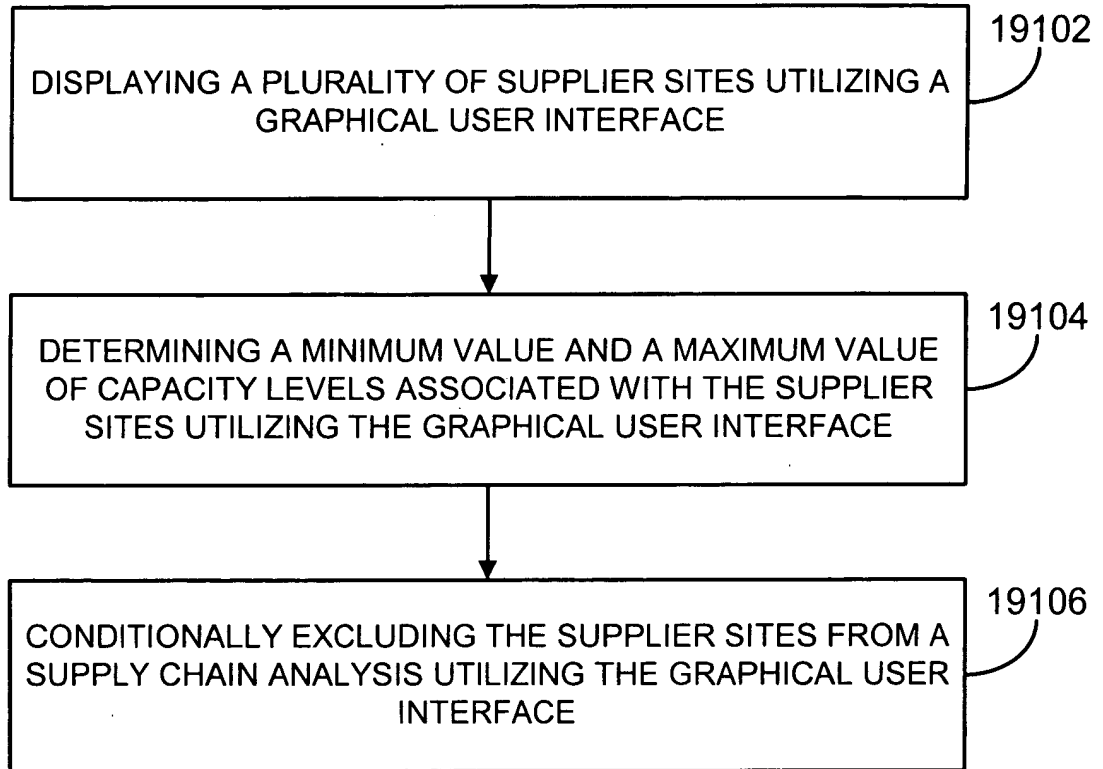 19102
DISPLAYING A PLURALITY OF SUPPLIER SITES UTILIZING A
GRAPHICAL USER INTERFACE
19104
DETERMINING A MINIMUM VALUE AND A MAXIMUM VALUE
OF CAPACITY LEVELS ASSOCIATED WITH THE SUPPLIER
SITES UTILIZING THE GRAPHICAL USER INTERFACE
19106
CONDITIONALLY EXCLUDING THE SUPPLIER SITES FROM A
SUPPLY CHAIN ANALYSIS UTILIZING THE GRAPHICAL USER
INTERFACE